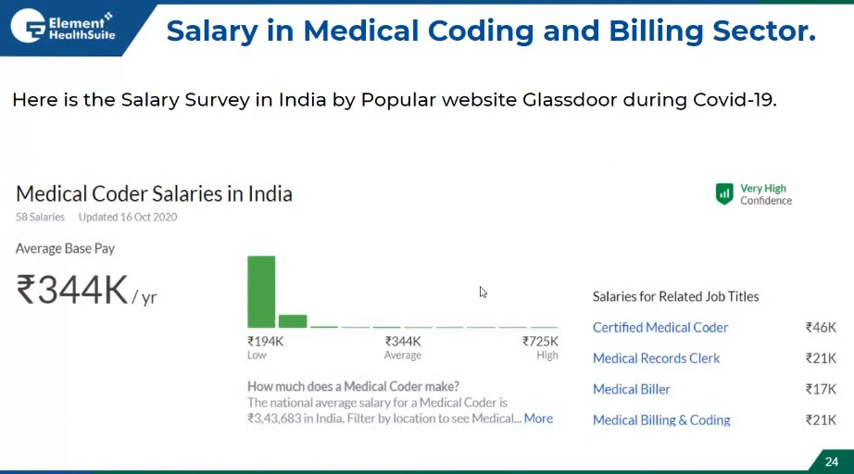 Element
HealthSuite
Salary in Medical Coding and Billing Sector.
Here is the Salary Survey in India by Popular website Glassdoor during Covid-19.
Medical Coder Salaries in India
58 Salaries Updated 16 Oct 2020
Very High
Confidence
Average Base Pay
₹344K / yr
₹194K ₹344K ₹725K
Low Average High
How much does a Medical Coder make?
The national average salary for a Medical Coder is
₹3,43,683 in India. Filter by location to see Medical... More
Salaries for Related Job Titles
Certified Medical Coder ₹46K
Medical Records Clerk ₹21K
Medical Biller ₹17K
Medical Billing & Coding ₹21K
24